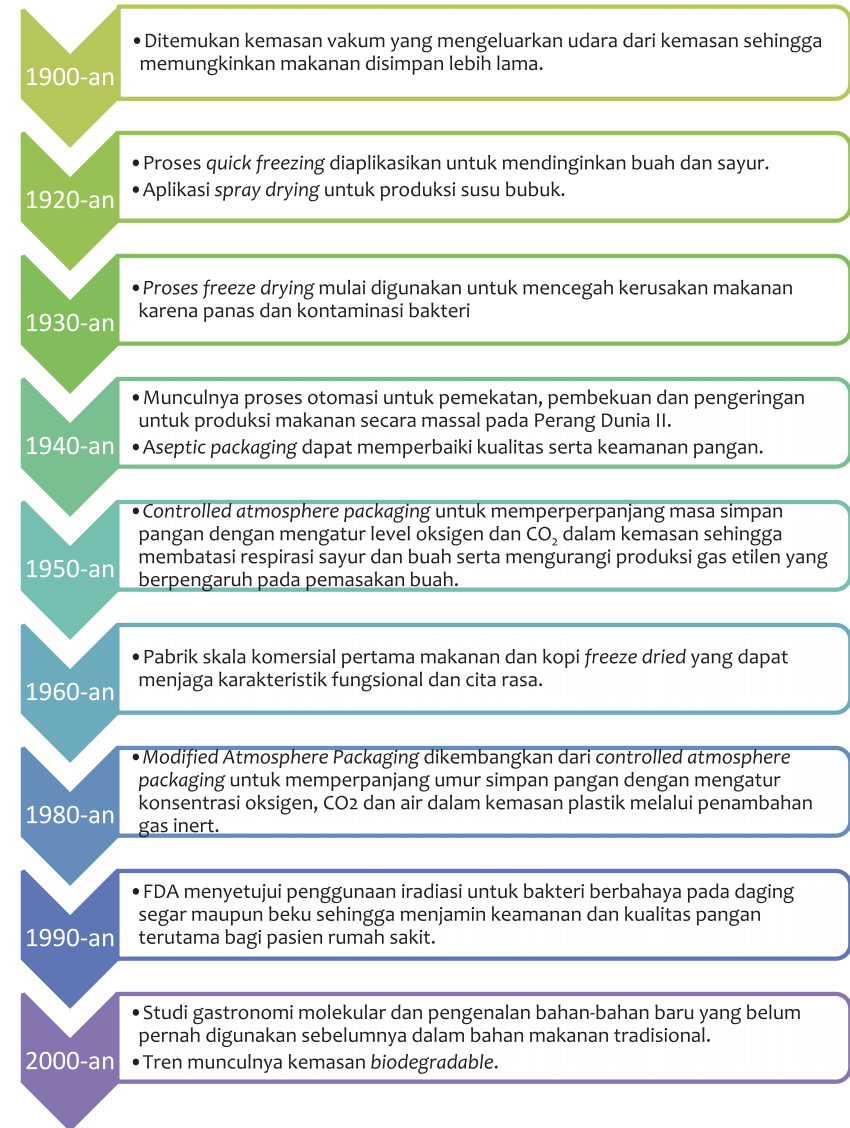 1900-an
•Ditemukan kemasan vakum yang mengeluarkan udara dari kemasan sehingga
memungkinkan makanan disimpan lebih lama.
1920-an
•Proses quick freezing diaplikasikan untuk mendinginkan buah dan sayur.
•Aplikasi spray drying untuk produksi susu bubuk.
1930-an
•Proses freeze drying mulai digunakan untuk mencegah kerusakan makanan
karena panas dan kontaminasi bakteri
1940-an
•Munculnya proses otomasi untuk pemekatan, pembekuan dan pengeringan
untuk produksi makanan secara massal pada Perang Dunia II.
•Aseptic packaging dapat memperbaiki kualitas serta keamanan pangan.
1950-an
•Controlled atmosphere packaging untuk memperperpanjang masa simpan
pangan dengan mengatur level oksigen dan CO₂ dalam kemasan sehingga
membatasi respirasi sayur dan buah serta mengurangi produksi gas etilen yang
berpengaruh pada pemasakan buah.
1960-an
•Pabrik skala komersial pertama makanan dan kopi freeze dried yang dapat
menjaga karakteristik fungsional dan cita rasa.
1980-an
•Modified Atmosphere Packaging dikembangkan dari controlled atmosphere
packaging untuk memperpanjang umur simpan pangan dengan mengatur
konsentrasi oksigen, CO2 dan air dalam kemasan plastik melalui penambahan
gas inert.
1990-an
•FDA menyetujui penggunaan iradiasi untuk bakteri berbahaya pada daging
segar maupun beku sehingga menjamin keamanan dan kualitas pangan
terutama bagi pasien rumah sakit.
2000-an
•Studi gastronomi molekular dan pengenalan bahan-bahan baru yang belum
pernah digunakan sebelumnya dalam bahan makanan tradisional.
•Tren munculnya kemasan biodegradable.